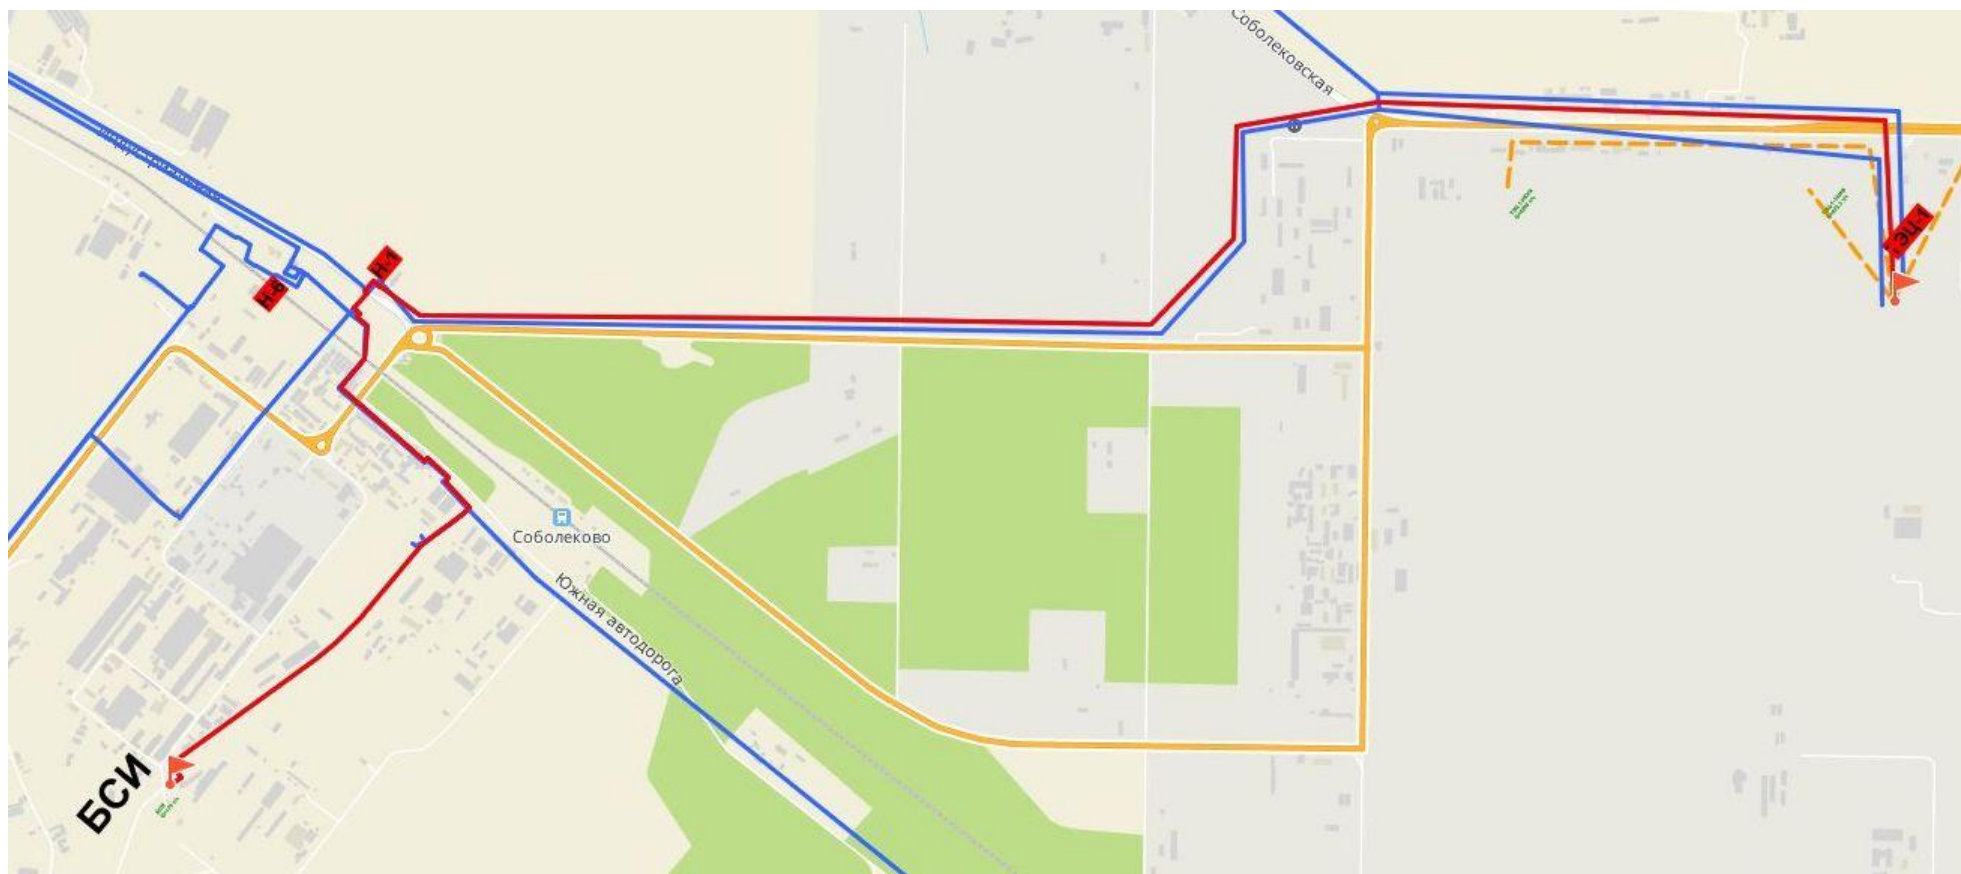 Соболековская
Н-1
Н-6
ЭЦ-1
Соболеково
Южная автодорога
БСИ